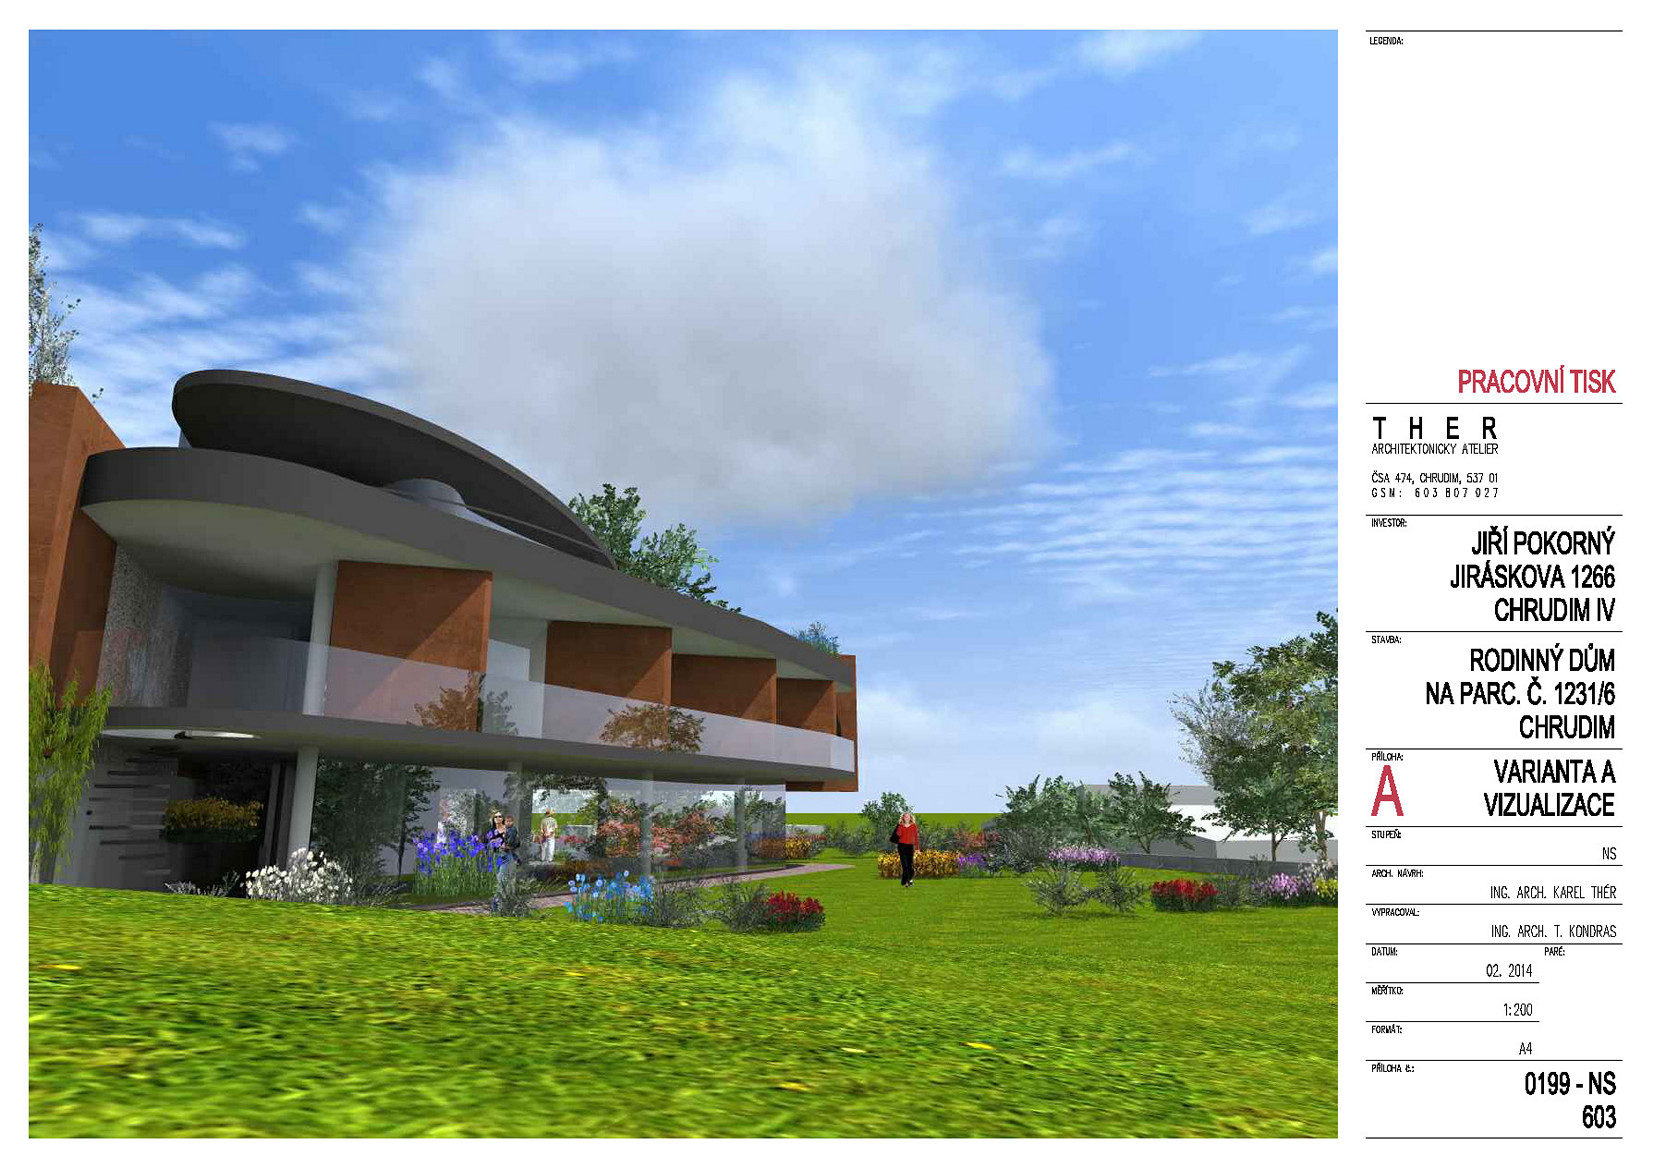 LEGENDA:
PRACOVNÍ TISK
THER
ARCHITEKTONICKÝ ATELIER
ČSA 474, CHRUDIM, 537 01
GSM: 603 807 027
INVESTOR:
JIŘÍ POKORNÝ
JIRÁSKOVA 1266
CHRUDIM IV
STAVBA:
RODINNÝ DŮM
NA PARC. Č. 1231/6
CHRUDIM
PŘÍLOHA:
A
VARIANTA A
VIZUALIZACE
STUPEŇ:
NS
ARCH. NÁVRH:
ING. ARCH. KAREL THÉR
VYPRACOVAL:
ING. ARCH. T. KONDRAS
DATUM: PARÉ:
02. 2014
MĚŘÍTKO:
1:200
FORMÁT:
A4
PŘÍLOHA č.:
0199 - NS
603